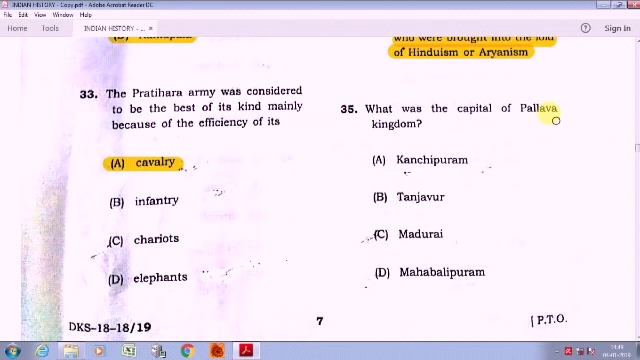 INDIAN HISTORY - Copy.pdf - Adobe Acrobat Reader DC
File Edit View Window Help
Home Tools INDIAN HISTORY - ... × Sign In
of Hinduism or Aryanism
33. The Pratihara army was considered
to be the best of its kind mainly
because of the efficiency of its
(A) cavalry
(B) infantry
(C) chariots
(D) elephants
DKS-18-18/19
35. What was the capital of Pallava
kingdom?
(A) Kanchipuram
(B) Tanjavur
(C) Madurai
(D) Mahabalipuram
7
[P.T.O.